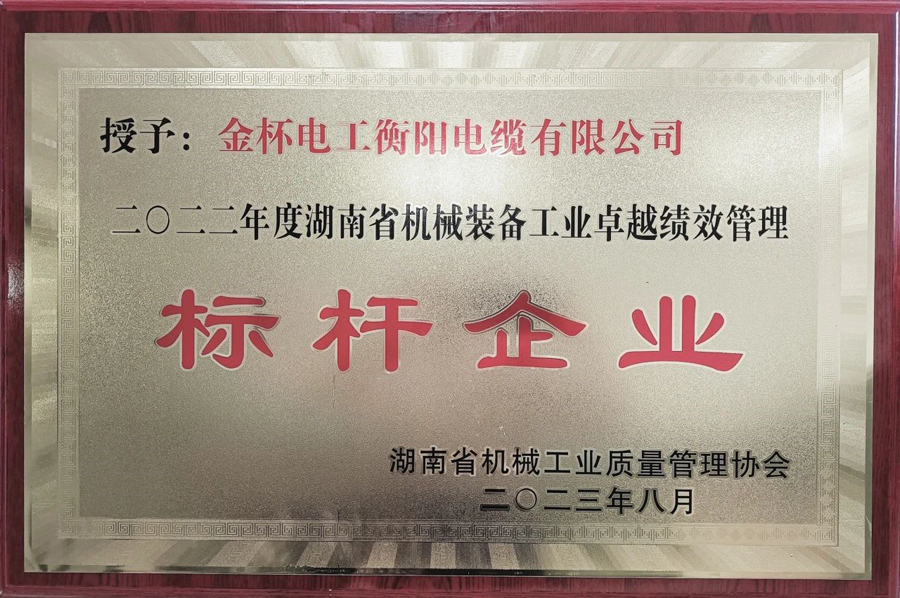 授予：金杯电工衡阳电缆有限公司
二〇二二年度湖南省机械装备工业卓越绩效管理
标杆企业
湖南省机械工业质量管理协会
二〇二三年八月